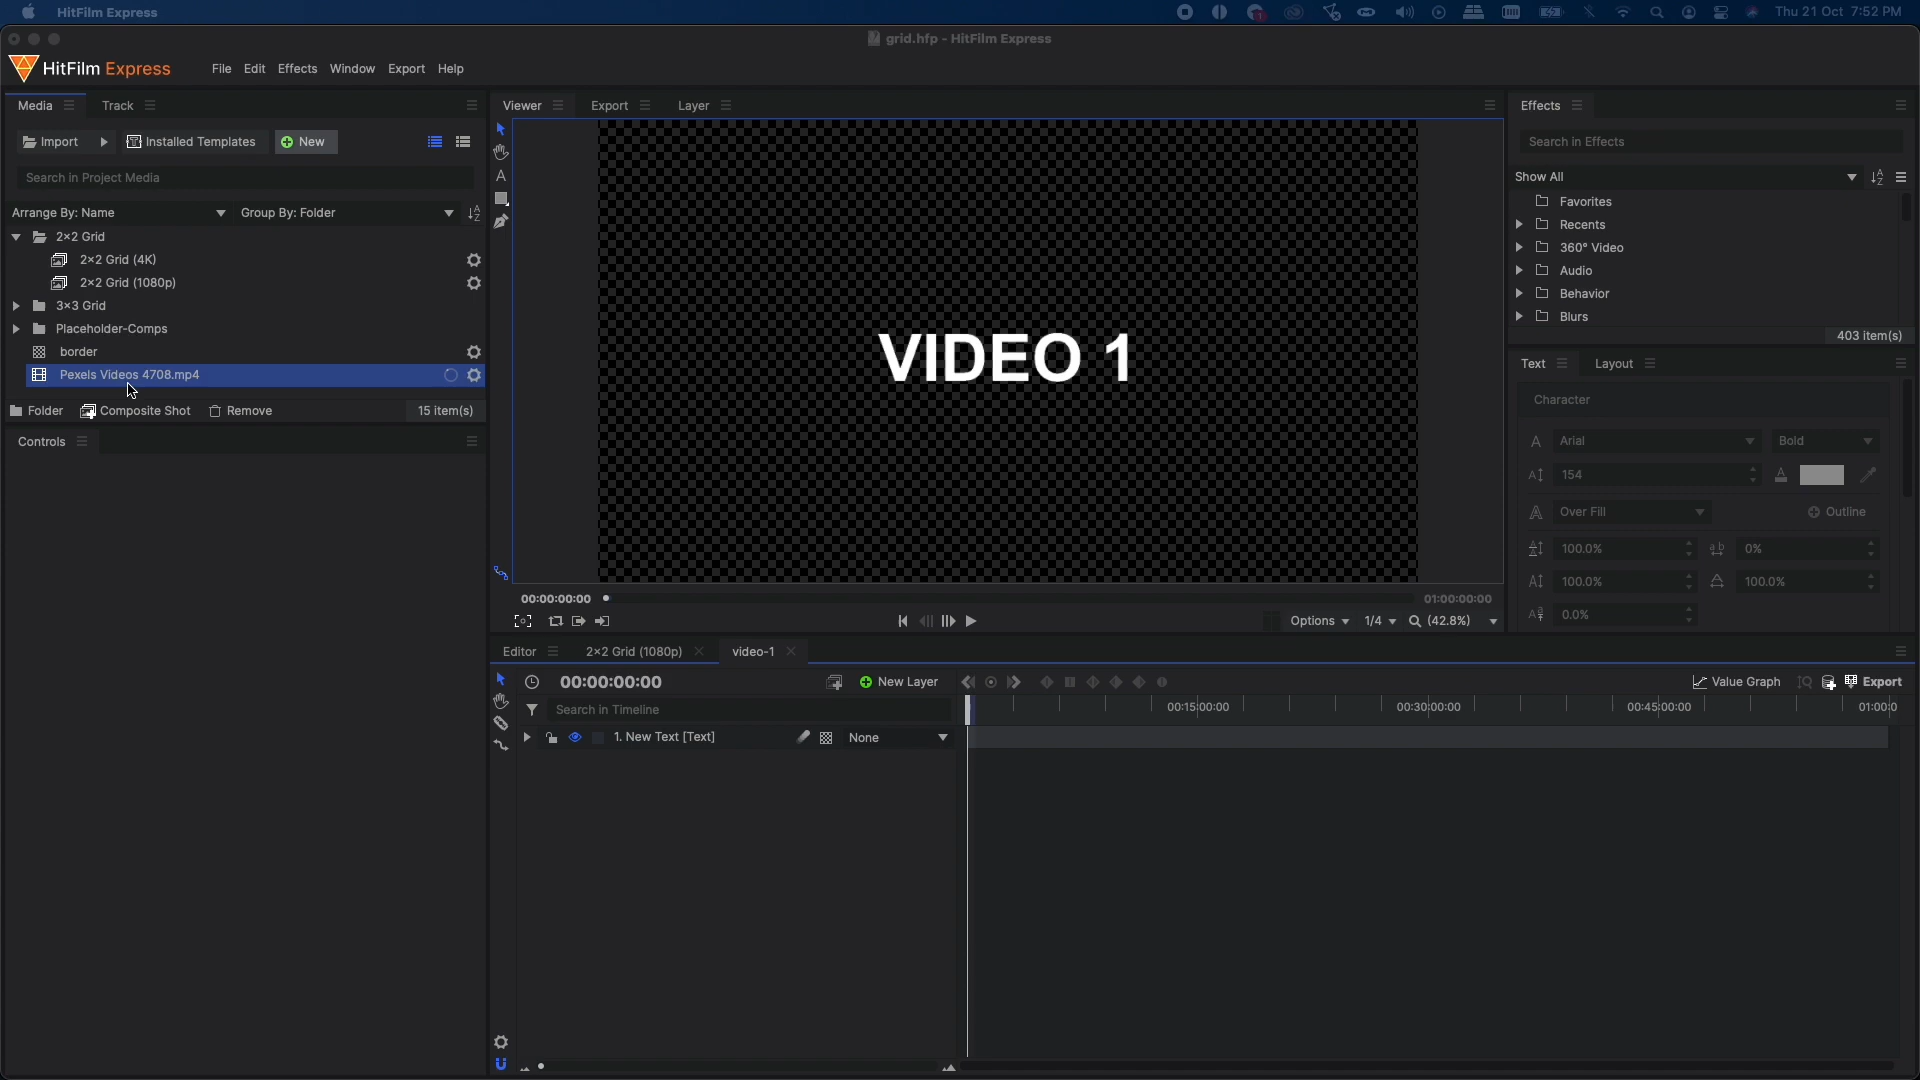 HitFilm Express
Thu 21 Oct 7:52 PM
grid.hfp - HitFilm Express
HitFilm Express
File Edit Effects Window Export Help
Media Track
Import Installed Templates New
Search in Project Media
Arrange By: Name Group By: Folder
2×2 Grid
2×2 Grid (4K)
2×2 Grid (1080p)
3×3 Grid
Placeholder-Comps
border
Pexels Videos 4708.mp4
Folder Composite Shot Remove 15 item(s)
Controls
Viewer Export Layer
VIDEO 1
00:00:00:00 01:00:00:00
Options 1/4 (42.8%)
Effects
Search in Effects
Show All
Favorites
Recents
360° Video
Audio
Behavior
Blurs
403 item(s)
Text Layout
Character
Arial Bold
154
Over Fill Outline
100.0% 0%
100.0% 100.0%
0.0%
Editor 2×2 Grid (1080p) video-1
00:00:00:00 New Layer Value Graph Export
Search in Timeline 00:15:00:00 00:30:00:00 00:45:00:00 01:00:0
1. New Text [Text] None